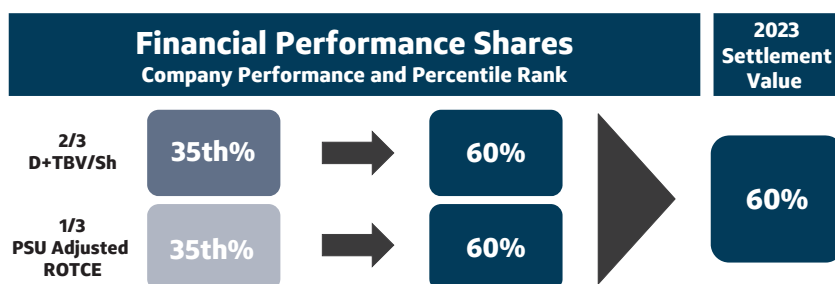 Financial Performance Shares
Company Performance and Percentile Rank
2023
Settlement
Value
2/3
D+TBV/Sh
35th%
60%
60%
1/3
PSU Adjusted
ROTCE
35th%
60%